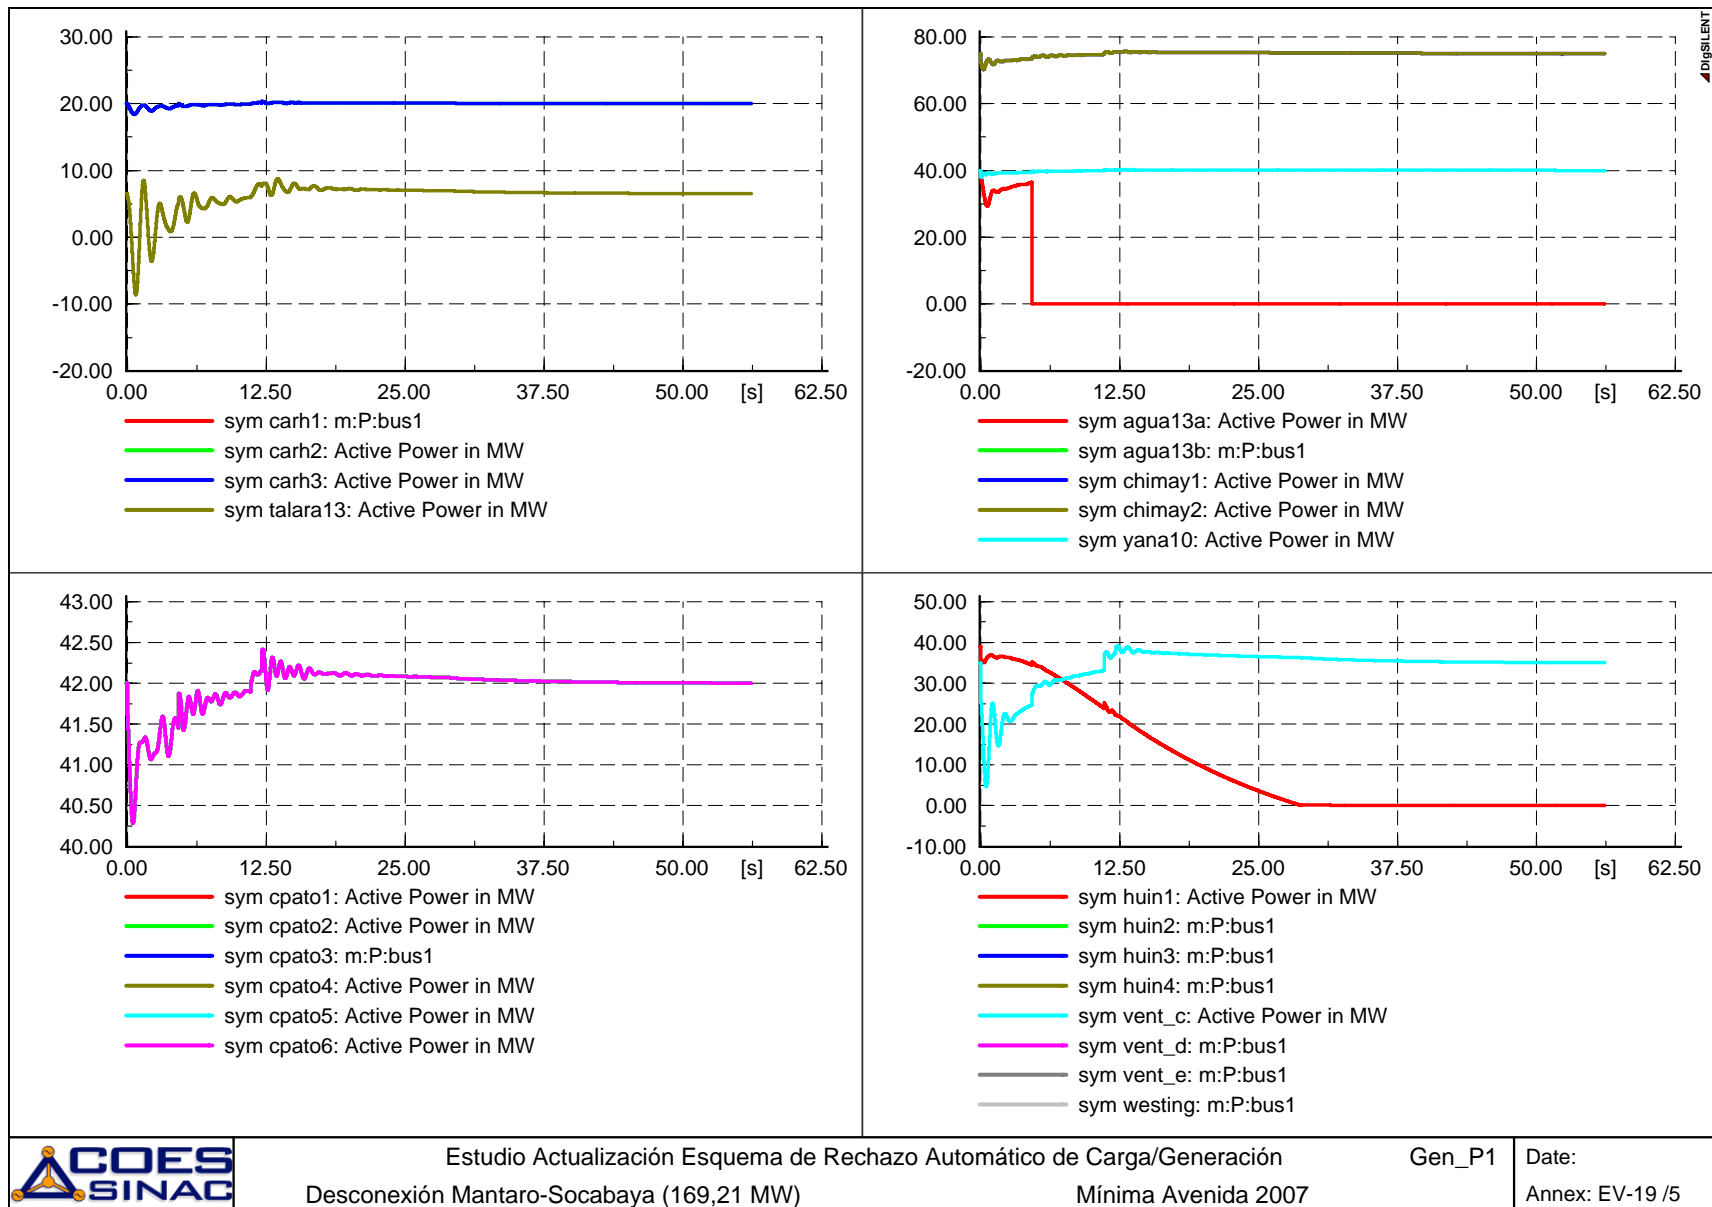 30.00
20.00
10.00
0.00
-10.00
-20.00
0.00 12.50 25.00 37.50 50.00 [s] 62.50
sym carh1: m:P:bus1
sym carh2: Active Power in MW
sym carh3: Active Power in MW
sym talara13: Active Power in MW
80.00
60.00
40.00
20.00
0.00
-20.00
0.00 12.50 25.00 37.50 50.00 [s] 62.50
sym agua13a: Active Power in MW
sym agua13b: m:P:bus1
sym chimay1: Active Power in MW
sym chimay2: Active Power in MW
sym yana10: Active Power in MW
DIgSILENT
43.00
42.50
42.00
41.50
41.00
40.50
40.00
0.00 12.50 25.00 37.50 50.00 [s] 62.50
sym cpato1: Active Power in MW
sym cpato2: Active Power in MW
sym cpato3: m:P:bus1
sym cpato4: Active Power in MW
sym cpato5: Active Power in MW
sym cpato6: Active Power in MW
50.00
40.00
30.00
20.00
10.00
0.00
-10.00
0.00 12.50 25.00 37.50 50.00 [s] 62.50
sym huin1: Active Power in MW
sym huin2: m:P:bus1
sym huin3: m:P:bus1
sym huin4: m:P:bus1
sym vent_c: Active Power in MW
sym vent_d: m:P:bus1
sym vent_e: m:P:bus1
sym westing: m:P:bus1
COES
SINAC
Estudio Actualización Esquema de Rechazo Automático de Carga/Generación Gen_P1
Desconexión Mantaro-Socabaya (169,21 MW) Mínima Avenida 2007
Date:
Annex: EV-19 /5